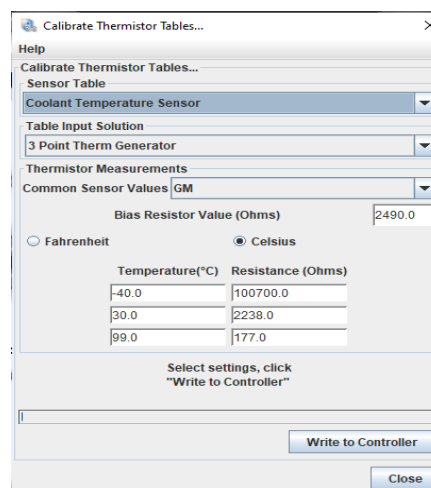 Calibrate Thermistor Tables...
Help
Calibrate Thermistor Tables...
Sensor Table
Coolant Temperature Sensor
Table Input Solution
3 Point Therm Generator
Thermistor Measurements
Common Sensor Values GM
Bias Resistor Value (Ohms) 2490.0
Fahrenheit Celsius
Temperature(°C) Resistance (Ohms)
-40.0 100700.0
30.0 2238.0
99.0 177.0
Select settings, click
"Write to Controller"
Write to Controller
Close